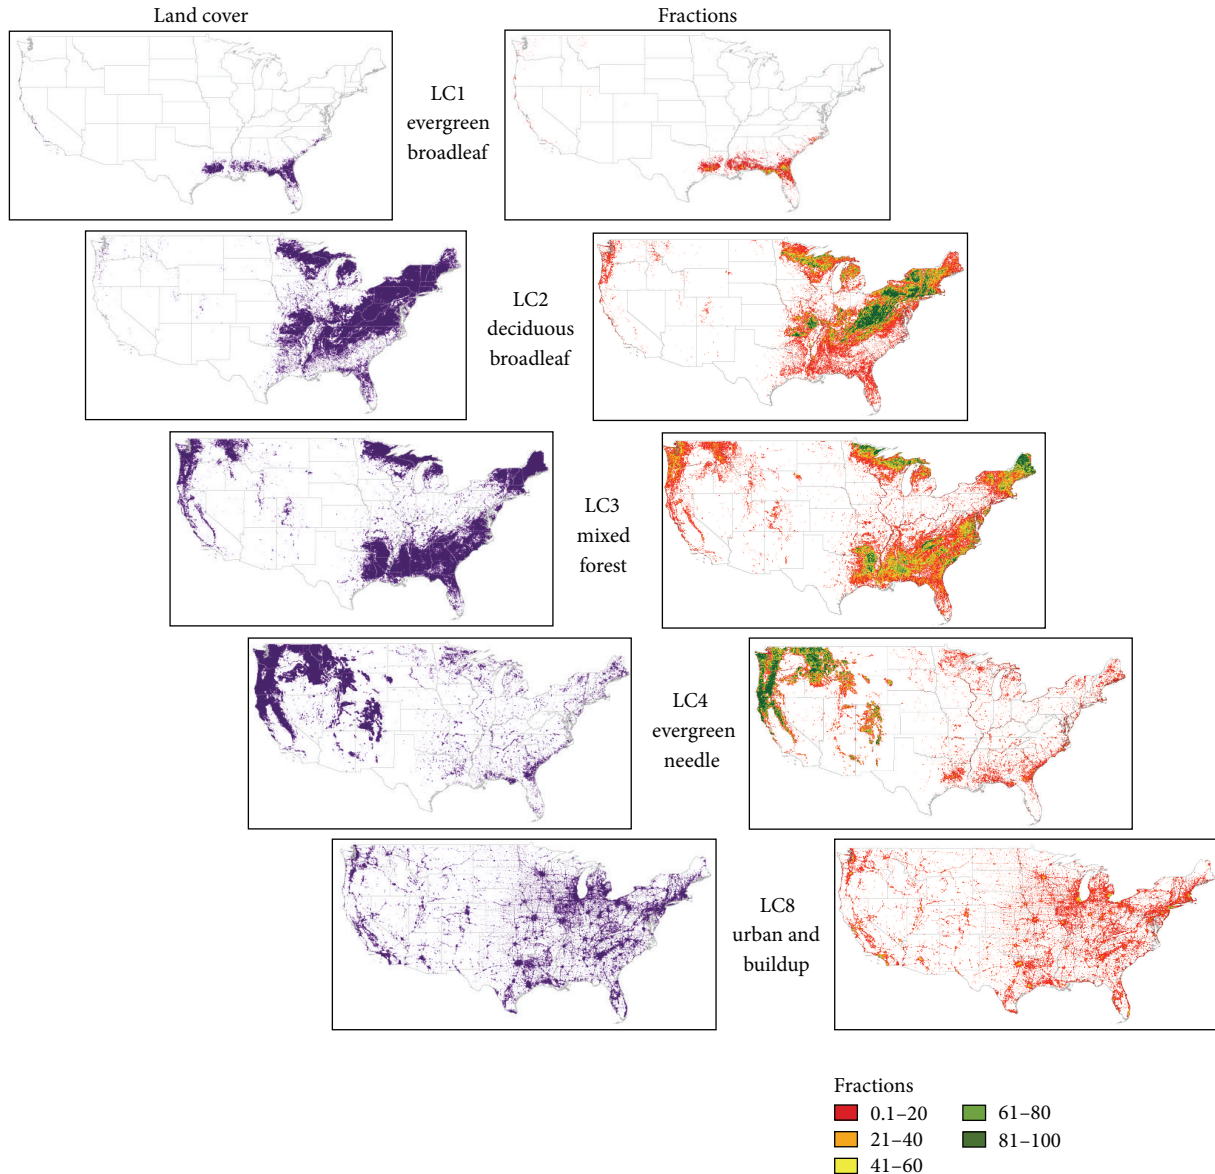 Land cover
Fractions
LC1
evergreen
broadleaf
LC2
deciduous
broadleaf
LC3
mixed
forest
LC4
evergreen
needle
LC8
urban and
buildup
Fractions
0.1–20
21–40
41–60
61–80
81–100